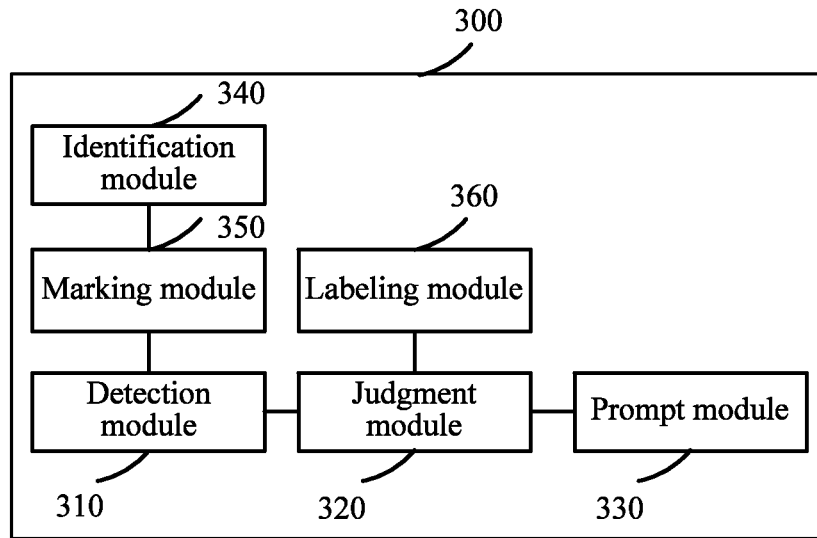 300
340
Identification
module
350
360
Marking module
Labeling module
Detection
module
Judgment
module
Prompt module
310
320
330